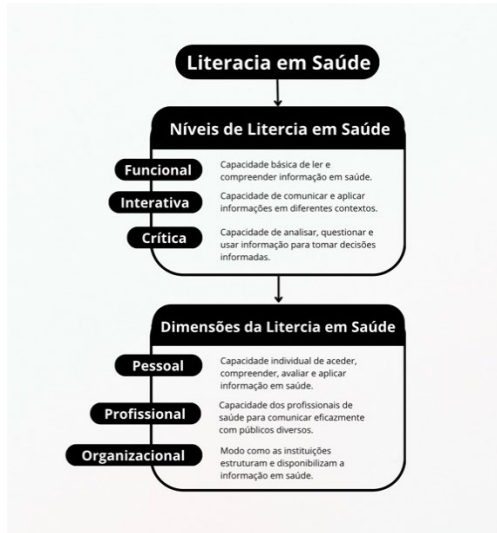 Literacia em Saúde
Níveis de Litercia em Saúde
Funcional
Capacidade básica de ler e
compreender informação em saúde.
Interativa
Capacidade de comunicar e aplicar
informações em diferentes contextos.
Crítica
Capacidade de analisar, questionar e
usar informação para tomar decisões
informadas.
Dimensões da Litercia em Saúde
Pessoal
Capacidade individual de aceder,
compreender, avaliar e aplicar
informação em saúde.
Profissional
Capacidade dos profissionais de
saúde para comunicar eficazmente
com públicos diversos.
Organizacional
Modo como as instituições
estruturam e disponibilizam a
informação em saúde.